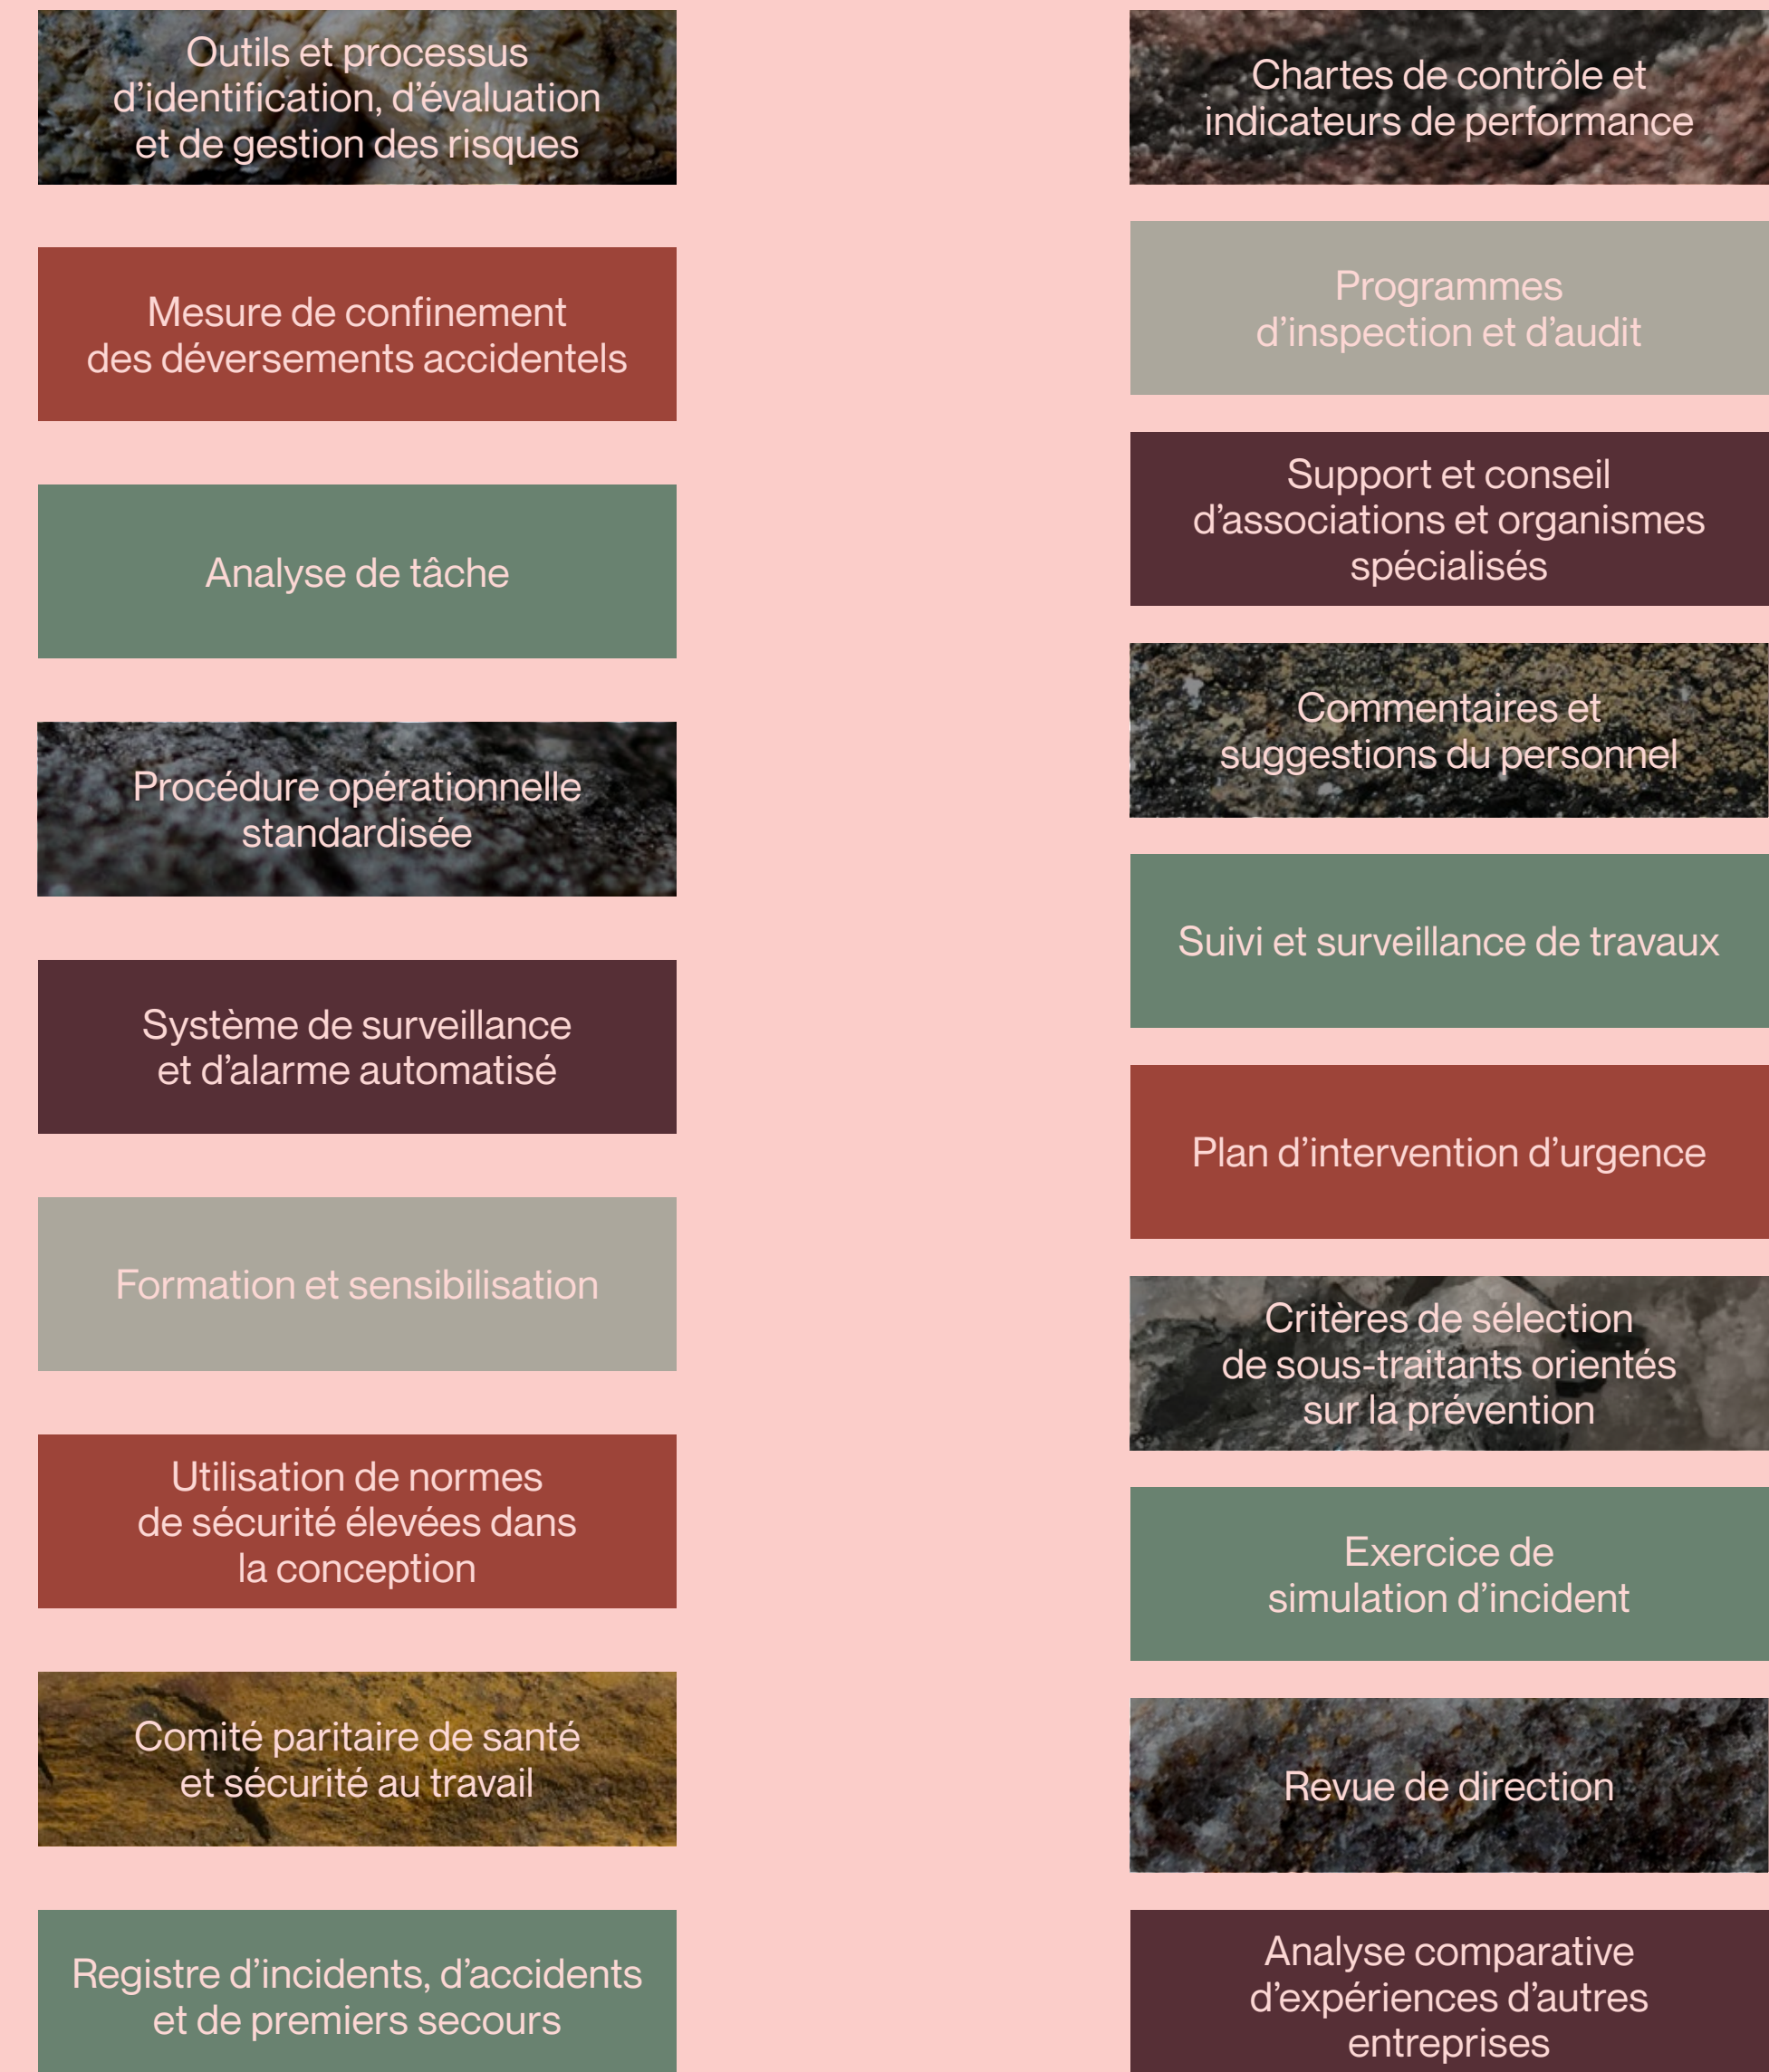 Outils et processus
d’identification, d’évaluation
et de gestion des risques
Mesure de confinement
des déversements accidentels
Analyse de tâche
Procédure opérationnelle
standardisée
Système de surveillance
et d’alarme automatisé
Formation et sensibilisation
Utilisation de normes
de sécurité élevées dans
la conception
Comité paritaire de santé
et sécurité au travail
Registre d’incidents, d’accidents
et de premiers secours
Chartes de contrôle et
indicateurs de performance
Programmes
d’inspection et d’audit
Support et conseil
d’associations et organismes
spécialisés
Commentaires et
suggestions du personnel
Suivi et surveillance de travaux
Plan d’intervention d’urgence
Critères de sélection
de sous-traitants orientés
sur la prévention
Exercice de
simulation d’incident
Revue de direction
Analyse comparative
d’expériences d’autres
entreprises